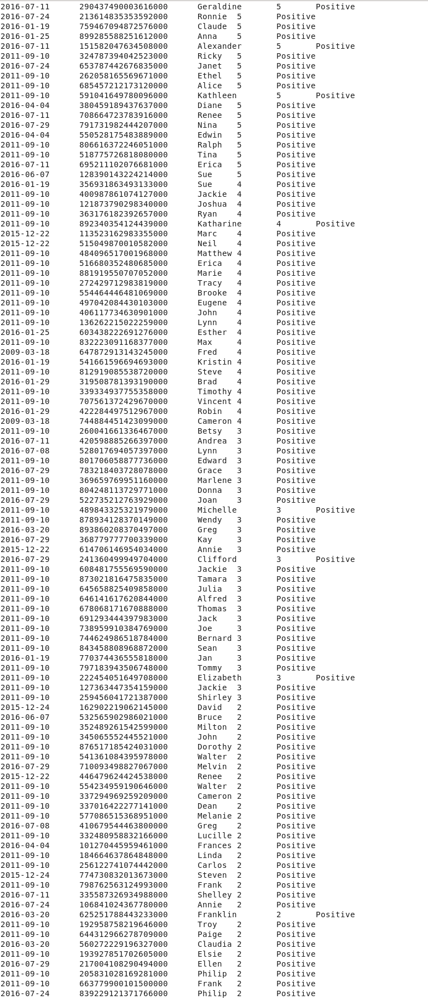 2016-07-11 290437490003616000 Geraldine 5 Positive
2016-07-24 213614835353592000 Ronnie 5 Positive
2016-01-19 759467094872576000 Claude 5 Positive
2016-01-25 899285588251612000 Anna 5 Positive
2016-07-11 151582047634508000 Alexander 5 Positive
2011-09-10 324787394042523000 Ricky 5 Positive
2016-07-24 653787442676835000 Janet 5 Positive
2011-09-10 262058165569671000 Ethel 5 Positive
2011-09-10 685457212173120000 Alice 5 Positive
2011-09-10 591041649780096000 Kathleen 5 Positive
2016-04-04 380459189437637000 Diane 5 Positive
2016-07-11 708664723783916000 Renee 5 Positive
2016-07-29 791731982444207000 Nina 5 Positive
2016-04-04 550528175483889000 Edwin 5 Positive
2011-09-10 806616372246051000 Ralph 5 Positive
2011-09-10 518775726818080000 Tina 5 Positive
2016-07-11 695211102076681000 Erica 5 Positive
2016-06-07 128390143224214000 Sue 5 Positive
2016-01-19 356931863493133000 Sue 4 Positive
2011-09-10 400987861074127000 Jackie 4 Positive
2011-09-10 121873790298340000 Joshua 4 Positive
2011-09-10 363176182392657000 Ryan 4 Positive
2011-09-10 892340354124439000 Katharine 4 Positive
2015-12-22 113523162983355000 Marc 4 Positive
2015-12-22 515049870010582000 Neil 4 Positive
2011-09-10 484096517001968000 Matthew 4 Positive
2011-09-10 516680352480685000 Erica 4 Positive
2011-09-10 881919550707052000 Marie 4 Positive
2011-09-10 272429712983819000 Tracy 4 Positive
2011-09-10 554464446481069000 Brooke 4 Positive
2011-09-10 497042084430103000 Eugene 4 Positive
2011-09-10 406117734630901000 John 4 Positive
2011-09-10 136262215022259000 Lynn 4 Positive
2016-01-25 603438222691276000 Esther 4 Positive
2011-09-10 832223091168377000 Max 4 Positive
2009-03-18 647872913143245000 Fred 4 Positive
2016-01-19 541661596694693000 Kristin 4 Positive
2011-09-10 812919085538720000 Steve 4 Positive
2016-01-29 319508781393190000 Brad 4 Positive
2011-09-10 339334937755358000 Timothy 4 Positive
2011-09-10 707561372429670000 Vincent 4 Positive
2016-01-29 422284497512967000 Robin 4 Positive
2009-03-18 744884451423099000 Cameron 4 Positive
2011-09-10 260041661336467000 Betsy 3 Positive
2016-07-11 420598885266397000 Andrea 3 Positive
2016-07-08 528017694057397000 Lynn 3 Positive
2011-09-10 801706058877736000 Edward 3 Positive
2016-07-29 783218403728078000 Grace 3 Positive
2011-09-10 369659769951160000 Marlene 3 Positive
2011-09-10 804248113729771000 Donna 3 Positive
2016-07-29 522735212763929000 Joan 3 Positive
2011-09-10 489843325321979000 Michelle 3 Positive
2011-09-10 878934128370149000 Wendy 3 Positive
2016-03-20 893860208370497000 Greg 3 Positive
2016-07-29 368779777700339000 Kay 3 Positive
2015-12-22 614706146954034000 Annie 3 Positive
2016-07-29 241360499949704000 Clifford 3 Positive
2011-09-10 608481755569590000 Jackie 3 Positive
2011-09-10 873021816475835000 Tamara 3 Positive
2011-09-10 645658825409858000 Julia 3 Positive
2011-09-10 646141617620844000 Alfred 3 Positive
2011-09-10 678068171670888000 Thomas 3 Positive
2011-09-10 691293444397983000 Jack 3 Positive
2011-09-10 738959910384769000 Joe 3 Positive
2011-09-10 744624986518784000 Bernard 3 Positive
2011-09-10 843458808968872000 Sean 3 Positive
2016-01-19 770374436555818000 Jan 3 Positive
2011-09-10 797183943506748000 Tommy 3 Positive
2011-09-10 222454051649708000 Elizabeth 3 Positive
2011-09-10 127363447354159000 Jackie 3 Positive
2011-09-10 259456041721387000 Shirley 3 Positive
2015-12-24 162902219062145000 David 2 Positive
2016-06-07 532565902986021000 Bruce 2 Positive
2011-09-10 352489261542599000 Milton 2 Positive
2011-09-10 345065552445521000 John 2 Positive
2011-09-10 876517185424031000 Dorothy 2 Positive
2011-09-10 541361084395978000 Walter 2 Positive
2016-07-29 710093498827067000 Melvin 2 Positive
2015-12-22 446479624424538000 Renee 2 Positive
2011-09-10 554234959190646000 Walter 2 Positive
2011-09-10 337294969259209000 Cameron 2 Positive
2011-09-10 337016422277141000 Dean 2 Positive
2011-09-10 577086515368951000 Melanie 2 Positive
2016-07-08 410679544463800000 Greg 2 Positive
2011-09-10 332480958832166000 Lucille 2 Positive
2016-04-04 101270445959461000 Frances 2 Positive
2011-09-10 184664637864848000 Linda 2 Positive
2011-09-10 256122741074442000 Carlos 2 Positive
2015-12-24 774730832013673000 Steven 2 Positive
2011-09-10 798762563124993000 Frank 2 Positive
2016-07-11 335587326934988000 Shelley 2 Positive
2016-07-24 106841024367780000 Annie 2 Positive
2016-03-20 625251788443233000 Franklin 2 Positive
2011-09-10 192958758219646000 Troy 2 Positive
2011-09-10 644312966278709000 Paige 2 Positive
2016-03-20 560272229196327000 Claudia 2 Positive
2011-09-10 193927851702605000 Elsie 2 Positive
2016-07-29 217004108290494000 Ellen 2 Positive
2011-09-10 205831028169281000 Philip 2 Positive
2011-09-10 663779900101500000 Frank 2 Positive
2016-07-24 839229121371766000 Philip 2 Positive